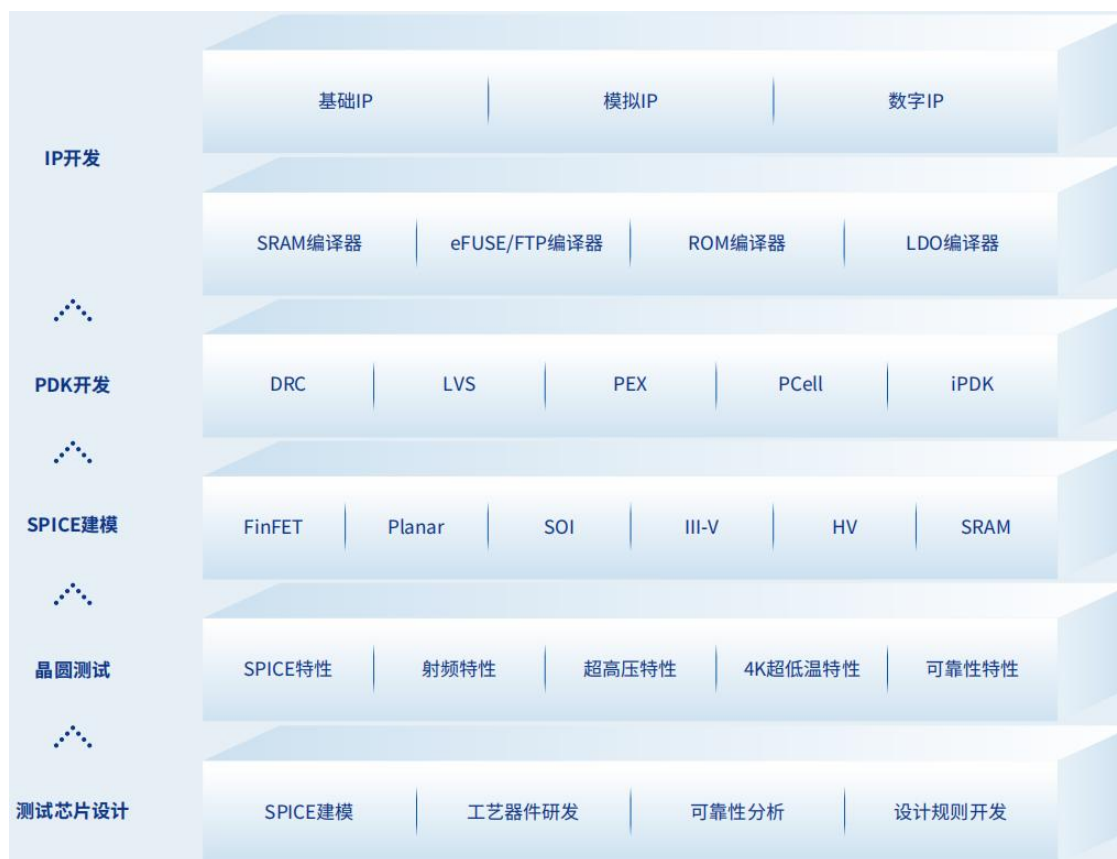 基础IP 模拟IP 数字IP
IP开发
SRAM编译器 eFUSE/FTP编译器 ROM编译器 LDO编译器
PDK开发 DRC LVS PEX PCell iPDK
SPICE建模 FinFET Planar SOI III-V HV SRAM
晶圆测试 SPICE特性 射频特性 超高压特性 4K超低温特性 可靠性特性
测试芯片设计 SPICE建模 工艺器件研发 可靠性分析 设计规则开发